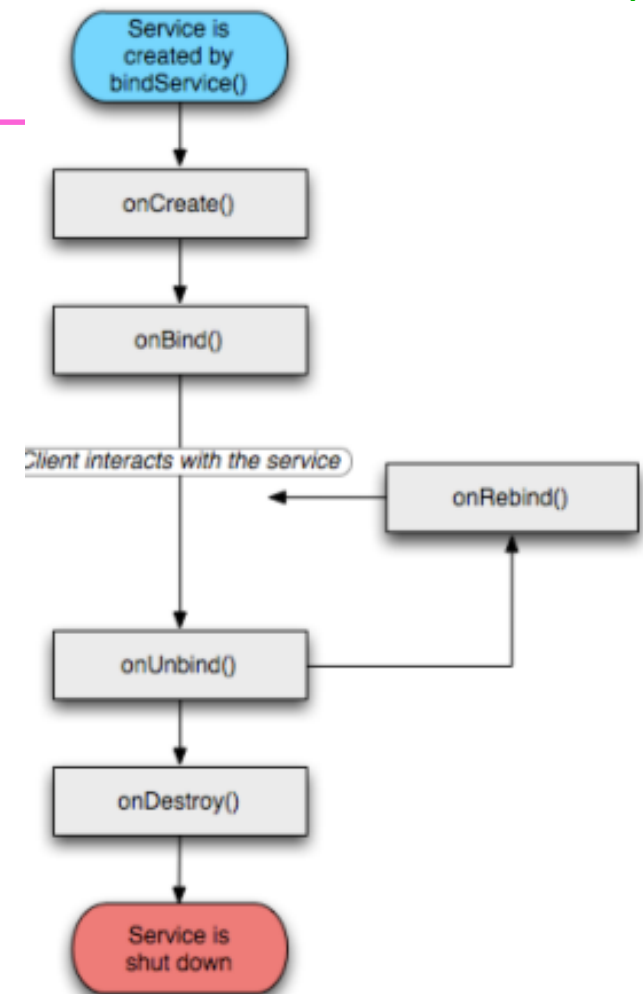 Service is
created by
bindService()
onCreate()
onBind()
Client interacts with the service
onRebind()
onUnbind()
onDestroy()
Service is
shut down